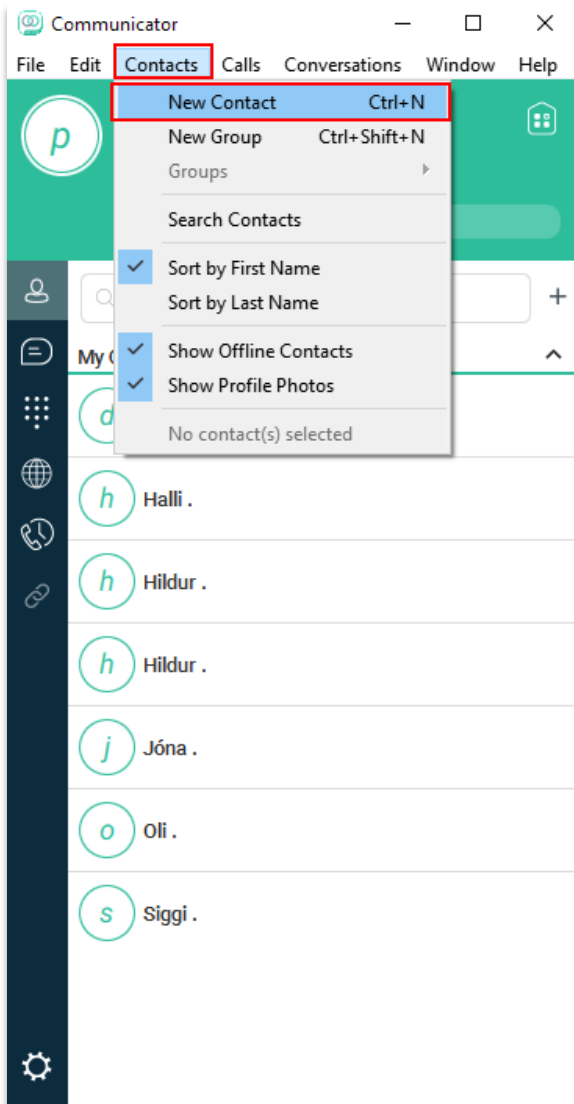 Communicator
File Edit Contacts Calls Conversations Window Help
p
New Contact Ctrl+N
New Group Ctrl+Shift+N
Groups
Search Contacts
Sort by First Name
Sort by Last Name
My
Show Offline Contacts
Show Profile Photos
d
No contact(s) selected
h Halli .
h Hildur .
h Hildur .
j Jóna .
o Oli .
s Siggi .